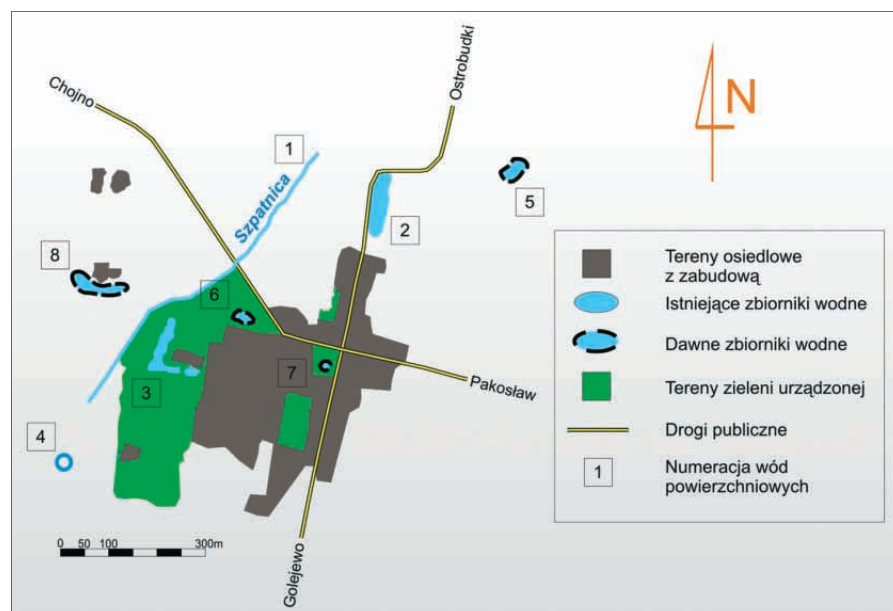 Chojno
Ostrobudki
N
1
Szpatnica
2
5
8
6
7
3
4
Pakosław
Golejewo
0 50 100 300m
Tereny osiedlowe
z zabudową
Istniejące zbiorniki wodne
Dawne zbiorniki wodne
Tereny zieleni urządzonej
Drogi publiczne
1
Numeracja wód
powierzchniowych